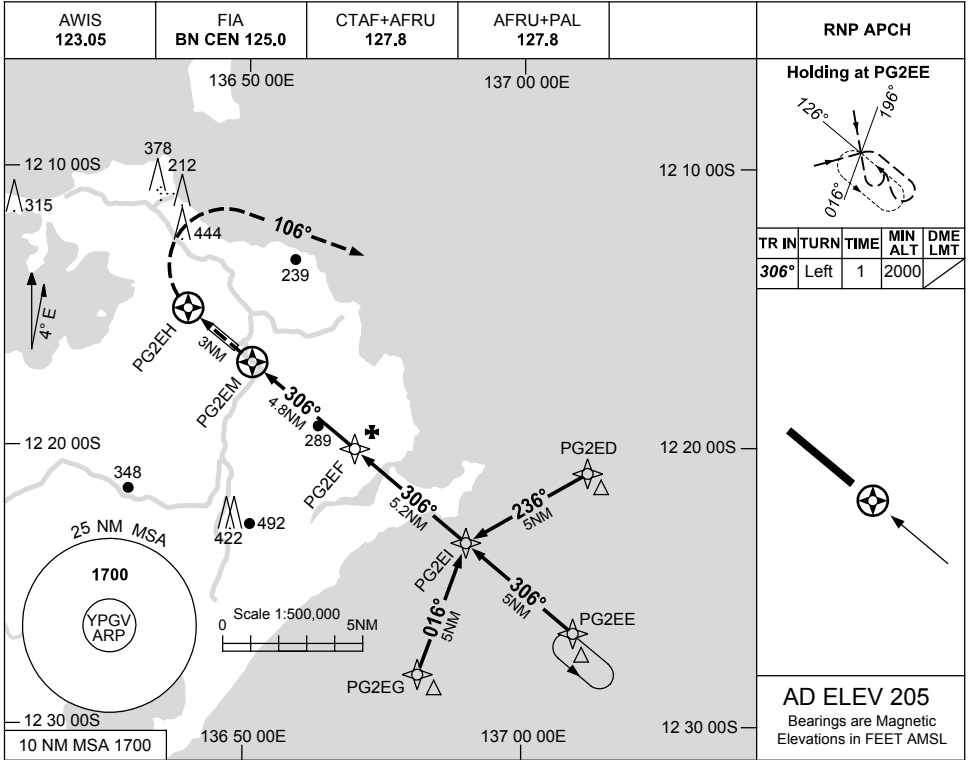 AWIS
123.05
FIA
BN CEN 125.0
CTAF+AFRU
127.8
AFRU+PAL
127.8
RNP APCH
136 50 00E
137 00 00E
Holding at PG2EE
126°
196°
016°
TR IN TURN TIME MIN ALT DME LMT
306° Left 1 2000
12 10 00S
12 10 00S
378
212
315
444
106°
239
4° E
PG2EH
3NM
PG2EM
306°
4.8NM
289
12 20 00S
12 20 00S
PG2EF
PG2ED
348
306°
5.2NM
236°
5NM
492
422
25 NM MSA
1700
YPGV
ARP
PG2EI
306°
5NM
016°
5NM
PG2EE
Scale 1:500,000
0 5NM
PG2EG
12 30 00S
12 30 00S
10 NM MSA 1700
136 50 00E
137 00 00E
AD ELEV 205
Bearings are Magnetic
Elevations in FEET AMSL